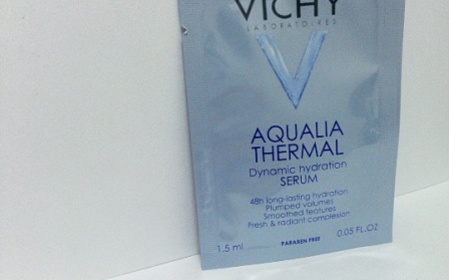 VICHY
LABORATOIRES
AQUALIA
THERMAL
Dynamic hydration
SERUM
48h long-lasting hydration
Plumped volumes
Smoothed features
Fresh & radiant complexion
1.5 ml PARABEN FREE 0.05 FL.OZ